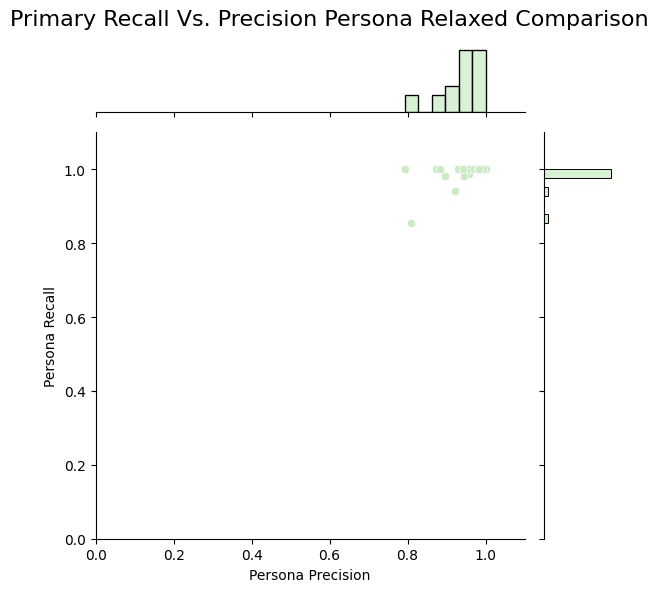 Primary Recall Vs. Precision Persona Relaxed Comparison
1.0
0.8
0.6
0.4
0.2
0.0
Persona Recall
0.0 0.2 0.4 0.6 0.8 1.0
Persona Precision